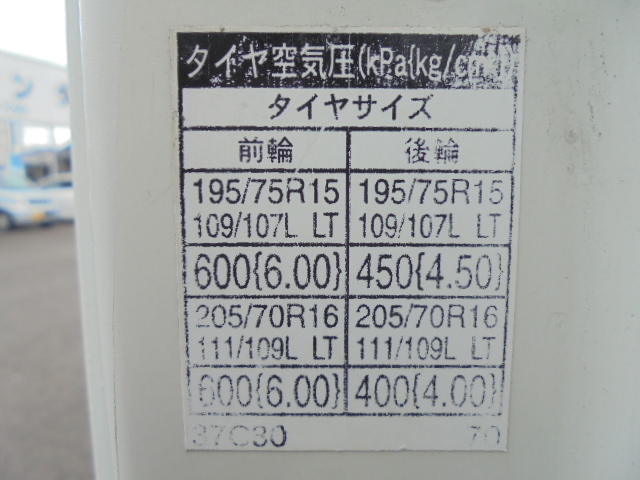 タイヤ空気圧(kPa{kg/cm²})
タイヤサイズ
前輪 後輪
195/75R15 195/75R15
109/107L LT 109/107L LT
600{6.00} 450{4.50}
205/70R16 205/70R16
111/109L LT 111/109L LT
600{6.00} 400{4.00}
37C30 70